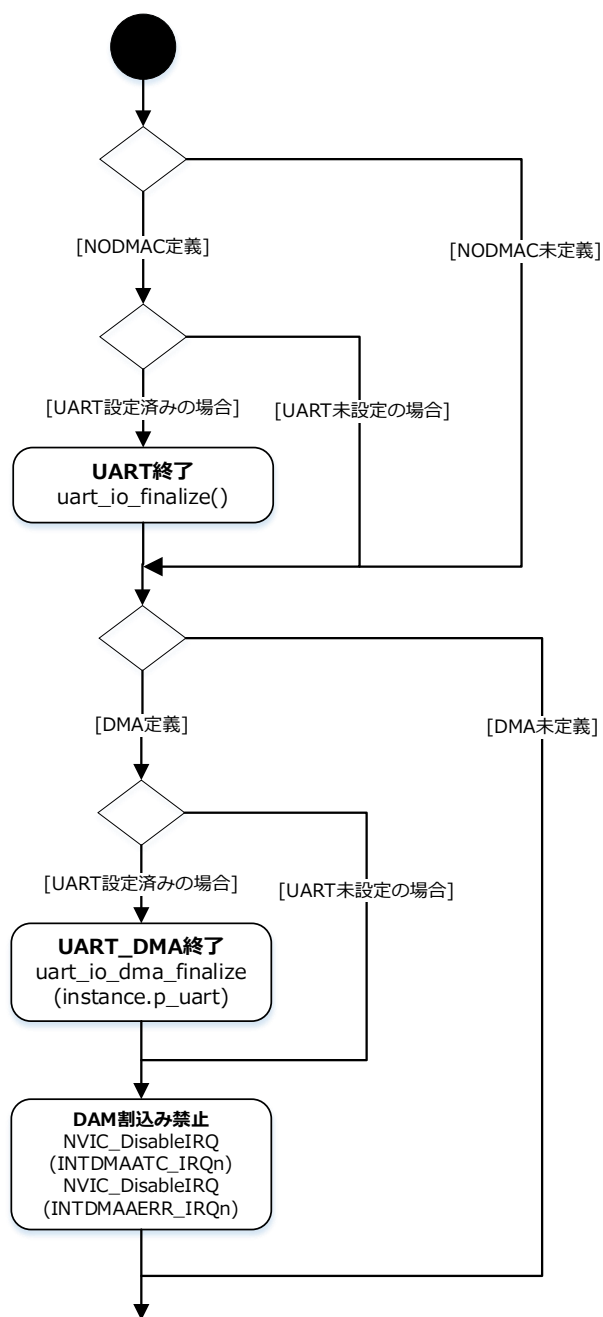 [NODMAC定義]
[NODMAC未定義]
[UART設定済みの場合]
[UART未設定の場合]
UART終了
uart_io_finalize()
[DMA定義]
[DMA未定義]
[UART設定済みの場合]
[UART未設定の場合]
UART_DMA終了
uart_io_dma_finalize
(instance.p_uart)
DAM割込み禁止
NVIC_DisableIRQ
(INTDMAATC_IRQn)
NVIC_DisableIRQ
(INTDMAAERR_IRQn)